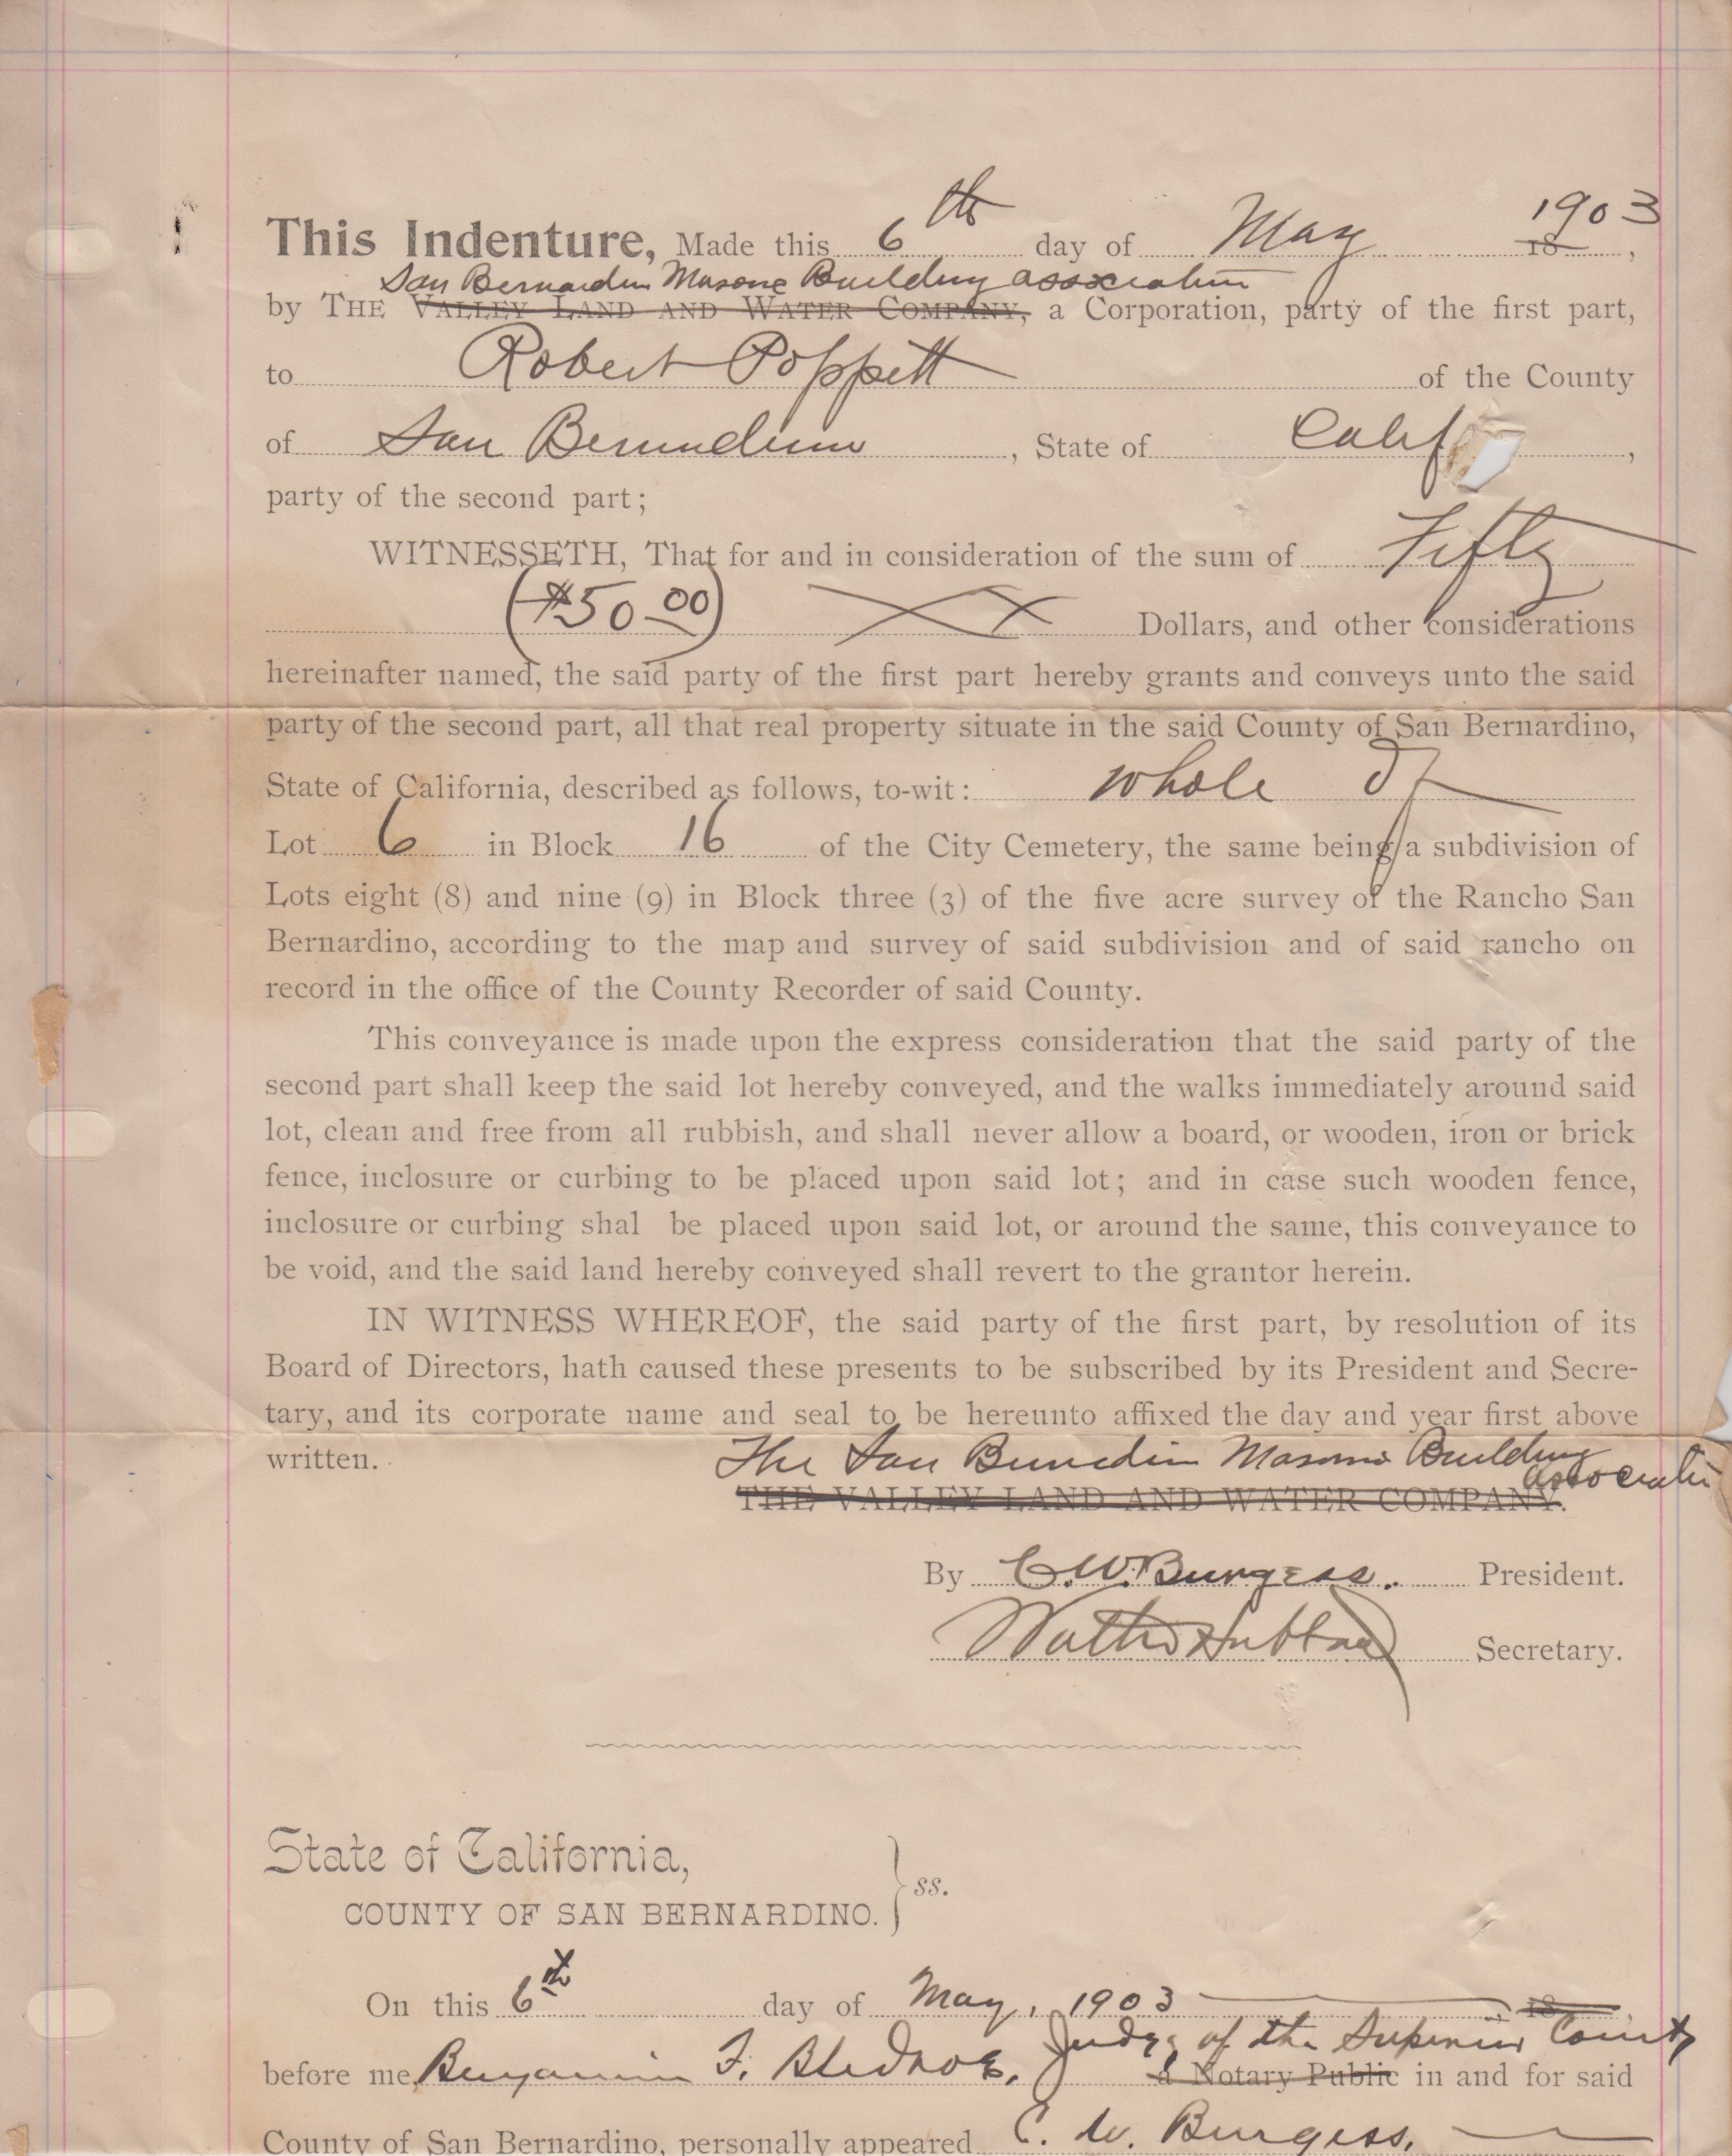 This Indenture, Made this 6th day of May 1903 18 ,
San Bernardin Masonic Building association
by THE VALLEY LAND AND WATER COMPANY, a Corporation, party of the first part,
to Robert Poppett of the County
of San Bernardino , State of Calif ,
party of the second part;
WITNESSETH, That for and in consideration of the sum of Fifty
($50 00) Dollars, and other considerations
hereinafter named, the said party of the first part hereby grants and conveys unto the said
party of the second part, all that real property situate in the said County of San Bernardino,
State of California, described as follows, to-wit: whole of
Lot 6 in Block 16 of the City Cemetery, the same being a subdivision of
Lots eight (8) and nine (9) in Block three (3) of the five acre survey of the Rancho San
Bernardino, according to the map and survey of said subdivision and of said rancho on
record in the office of the County Recorder of said County.
This conveyance is made upon the express consideration that the said party of the
second part shall keep the said lot hereby conveyed, and the walks immediately around said
lot, clean and free from all rubbish, and shall never allow a board, or wooden, iron or brick
fence, inclosure or curbing to be placed upon said lot; and in case such wooden fence,
inclosure or curbing shal be placed upon said lot, or around the same, this conveyance to
be void, and the said land hereby conveyed shall revert to the grantor herein.
IN WITNESS WHEREOF, the said party of the first part, by resolution of its
Board of Directors, hath caused these presents to be subscribed by its President and Secre-
tary, and its corporate name and seal to be hereunto affixed the day and year first above
written. The San Bernardin Masonic Building
Associatin
THE VALLEY LAND AND WATER COMPANY.
By C. W. Burgess. President.
Secretary.
State of California,
COUNTY OF SAN BERNARDINO. } ss.
On this 6th day of May, 1903 18
Judge of the Superior Court
before me, Benjamin F. Bledsoe, a Notary Public in and for said
County of San Bernardino, personally appeared C. W. Burgess,